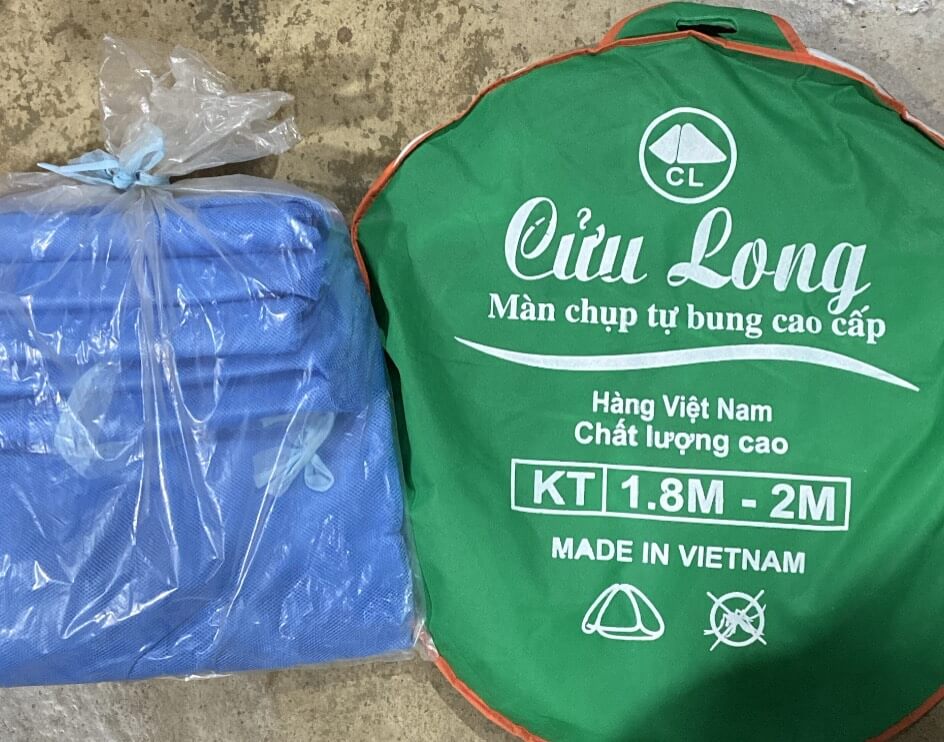 CL
Cửu Long
Màn chụp tự bung cao cấp
Hàng Việt Nam
Chất lượng cao
KT 1.8M - 2M
MADE IN VIETNAM